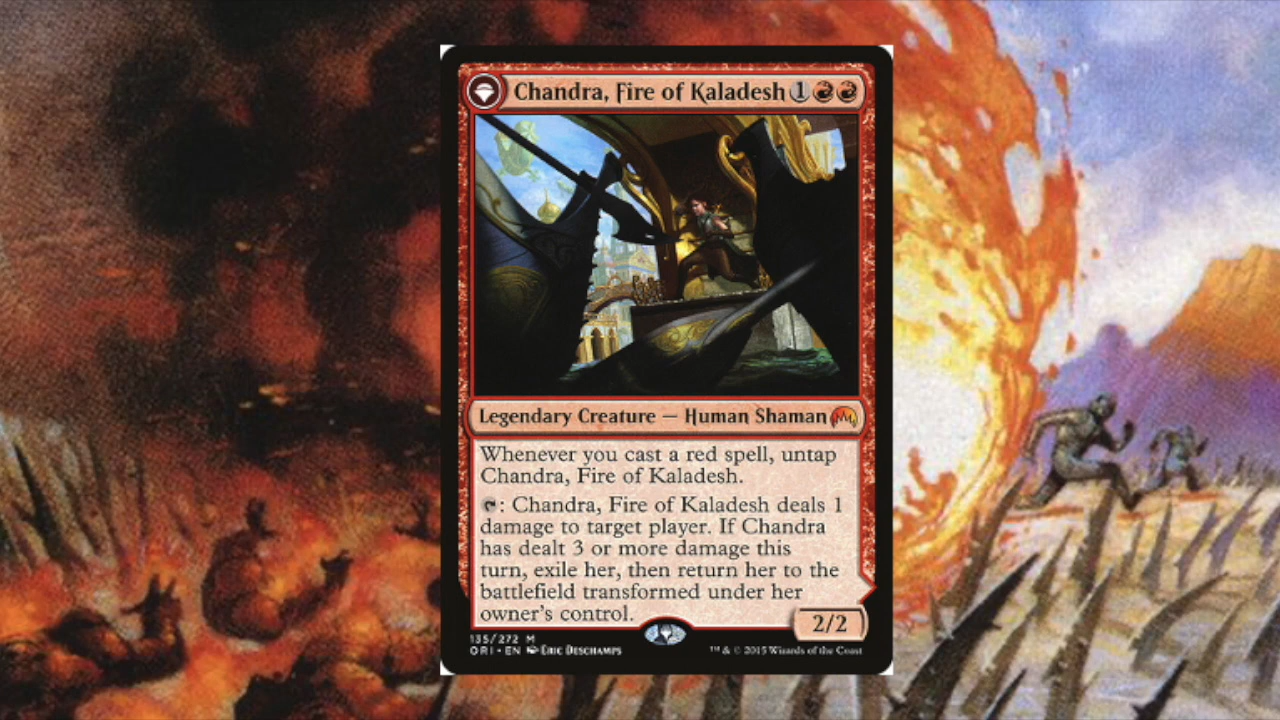 Chandra, Fire of Kaladesh 1
Legendary Creature — Human Shaman
Whenever you cast a red spell, untap
Chandra, Fire of Kaladesh.
: Chandra, Fire of Kaladesh deals 1
damage to target player. If Chandra
has dealt 3 or more damage this
turn, exile her, then return her to the
battlefield transformed under her
owner's control.
2/2
135/272 M
ORI • EN Eric Deschamps
™ & © 2015 Wizards of the Coast